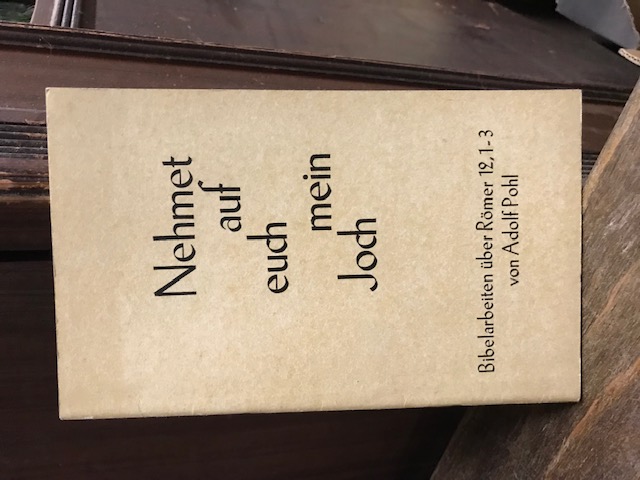 Nehmet
auf
euch
mein
Joch
Bibelarbeiten über Römer 12, 1-3
von Adolf Pohl